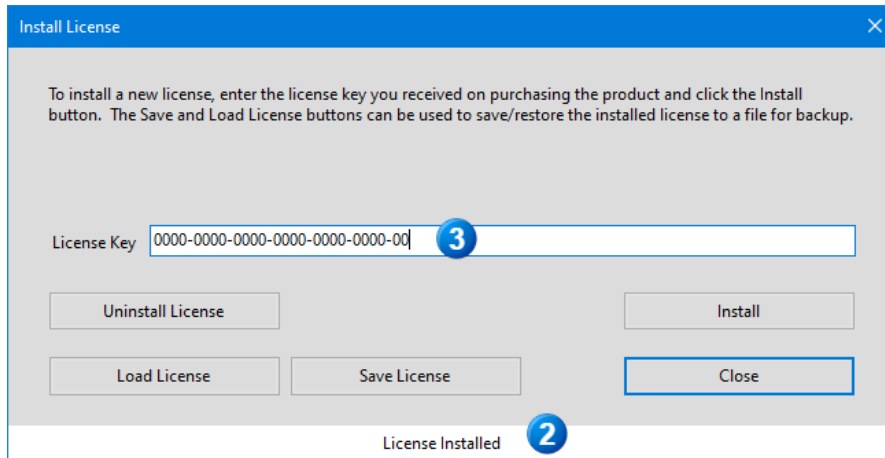 Install License
To install a new license, enter the license key you received on purchasing the product and click the Install
button. The Save and Load License buttons can be used to save/restore the installed license to a file for backup.
License Key 0000-0000-0000-0000-0000-0000-00 3
Uninstall License Install
Load License Save License Close
License Installed 2